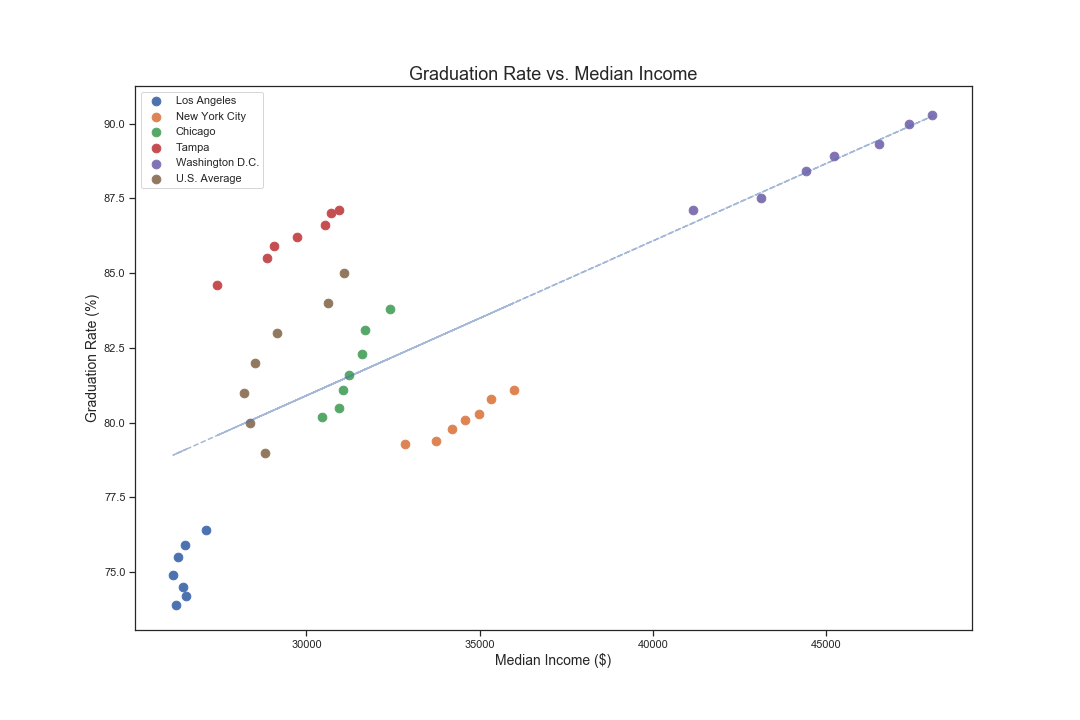 Graduation Rate vs. Median Income
Los Angeles
New York City
Chicago
Tampa
Washington D.C.
U.S. Average
90.0
87.5
85.0
82.5
80.0
77.5
75.0
Graduation Rate (%)
30000
35000
40000
45000
Median Income ($)